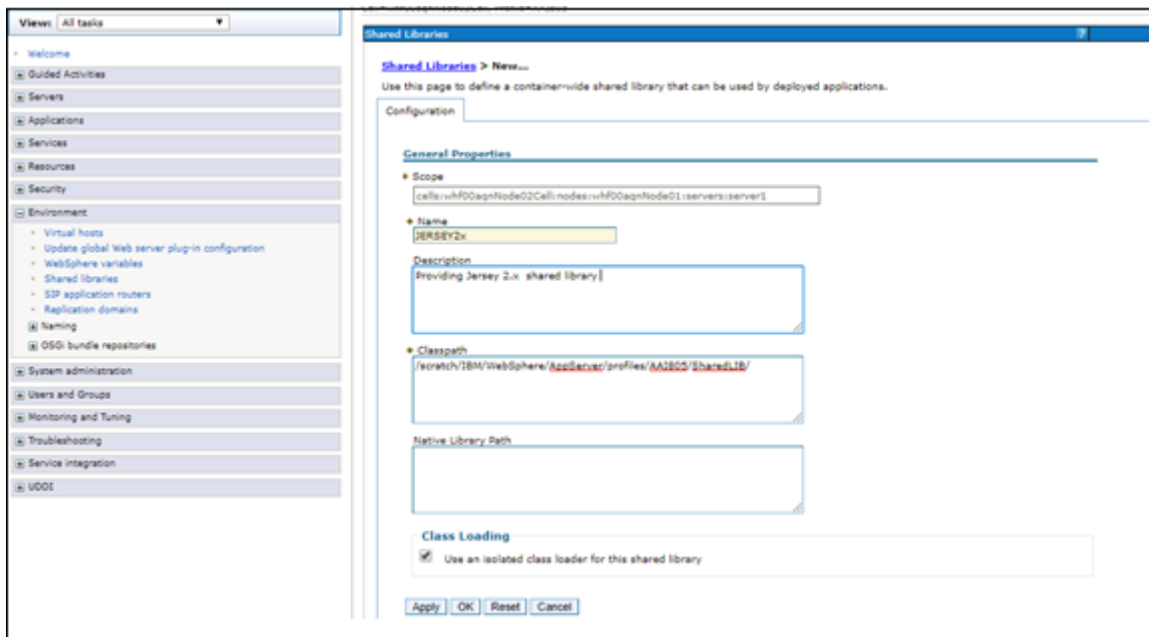 View: All tasks
Welcome
Guided Activities
Servers
Applications
Services
Resources
Security
Environment
Virtual hosts
Update global Web server plug-in configuration
WebSphere variables
Shared libraries
SIP application routers
Replication domains
Naming
OSGi bundle repositories
System administration
Users and Groups
Monitoring and Tuning
Troubleshooting
Service integration
UDDI
Shared Libraries ?
Shared Libraries > New...
Use this page to define a container-wide shared library that can be used by deployed applications.
Configuration
General Properties
Scope
cells:whf00aqnNode02Cell:nodes:whf00aqnNode01:servers:server1
Name
JERSEY2x
Description
Providing Jersey 2.x shared library
Classpath
/scratch/IBM/WebSphere/AppServer/profiles/AAI805/SharedLIB/
Native Library Path
Class Loading
Use an isolated class loader for this shared library
Apply OK Reset Cancel